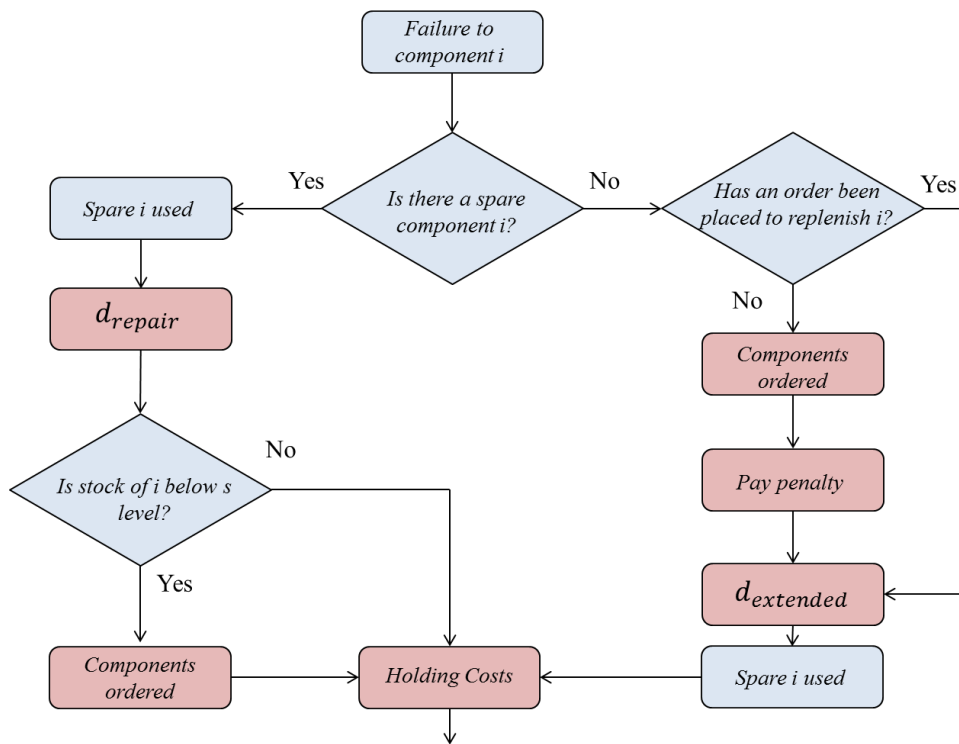 Failure to
component i
Yes
Is there a spare
component i?
No
Has an order been
placed to replenish i?
Yes
Spare i used
No
d_repair
Components
ordered
Is stock of i below s
level?
No
Pay penalty
Yes
d_extended
Components
ordered
Holding Costs
Spare i used